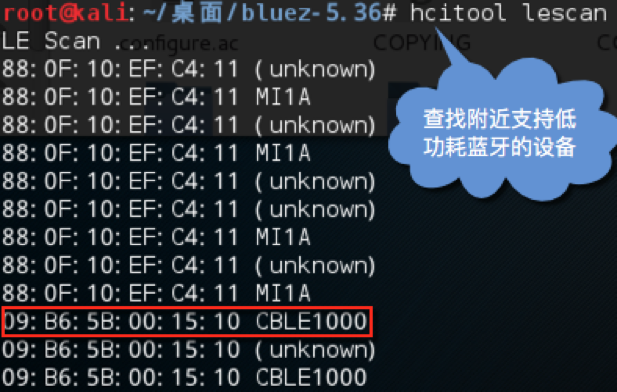 root@kali:~/桌面/bluez-5.36# hcitool lescan
LE Scan ...
configure.ac
COPYING
88:0F:10:EF:C4:11 (unknown)
88:0F:10:EF:C4:11 MI1A
88:0F:10:EF:C4:11 (unknown)
88:0F:10:EF:C4:11 MI1A
88:0F:10:EF:C4:11 (unknown)
88:0F:10:EF:C4:11 (unknown)
88:0F:10:EF:C4:11 MI1A
88:0F:10:EF:C4:11 (unknown)
88:0F:10:EF:C4:11 MI1A
09:B6:5B:00:15:10 CBLE1000
09:B6:5B:00:15:10 (unknown)
09:B6:5B:00:15:10 CBLE1000
查找附近支持低
功耗蓝牙的设备